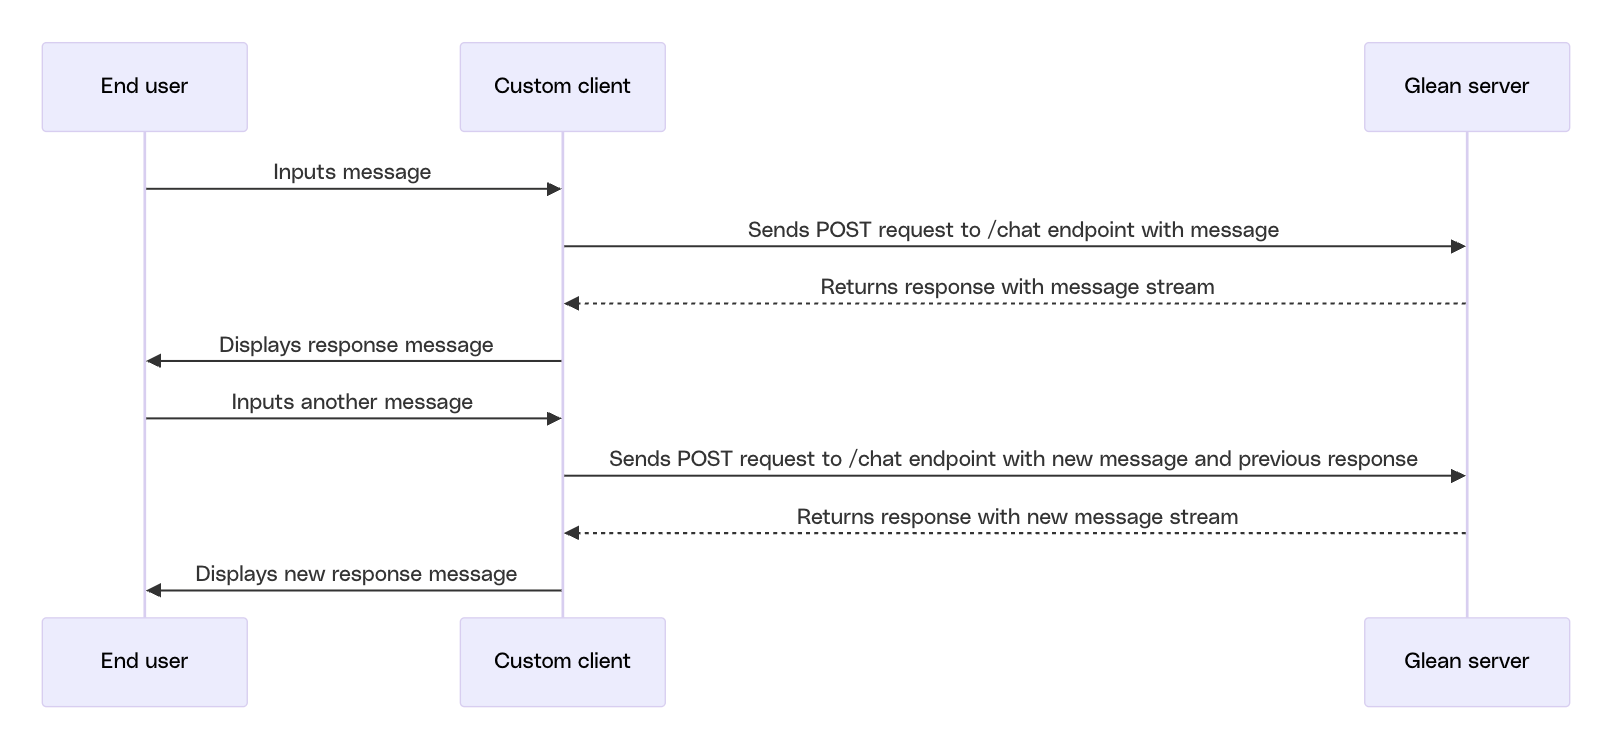 End user
Custom client
Glean server
Inputs message
Sends POST request to /chat endpoint with message
Returns response with message stream
Displays response message
Inputs another message
Sends POST request to /chat endpoint with new message and previous response
Returns response with new message stream
Displays new response message
End user
Custom client
Glean server